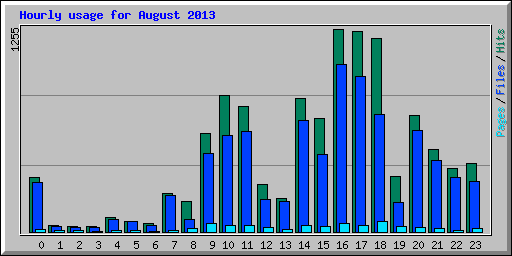 Hourly usage for August 2013
1255
Pages/Files/Hits
0 1 2 3 4 5 6 7 8 9 10 11 12 13 14 15 16 17 18 19 20 21 22 23